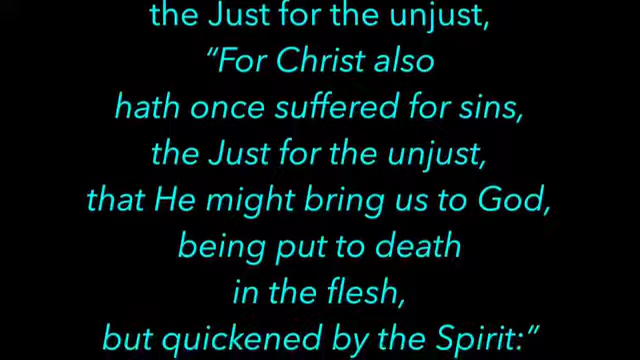 the Just for the unjust,
“For Christ also
hath once suffered for sins,
the Just for the unjust,
that He might bring us to God,
being put to death
in the flesh,
but quickened by the Spirit:”